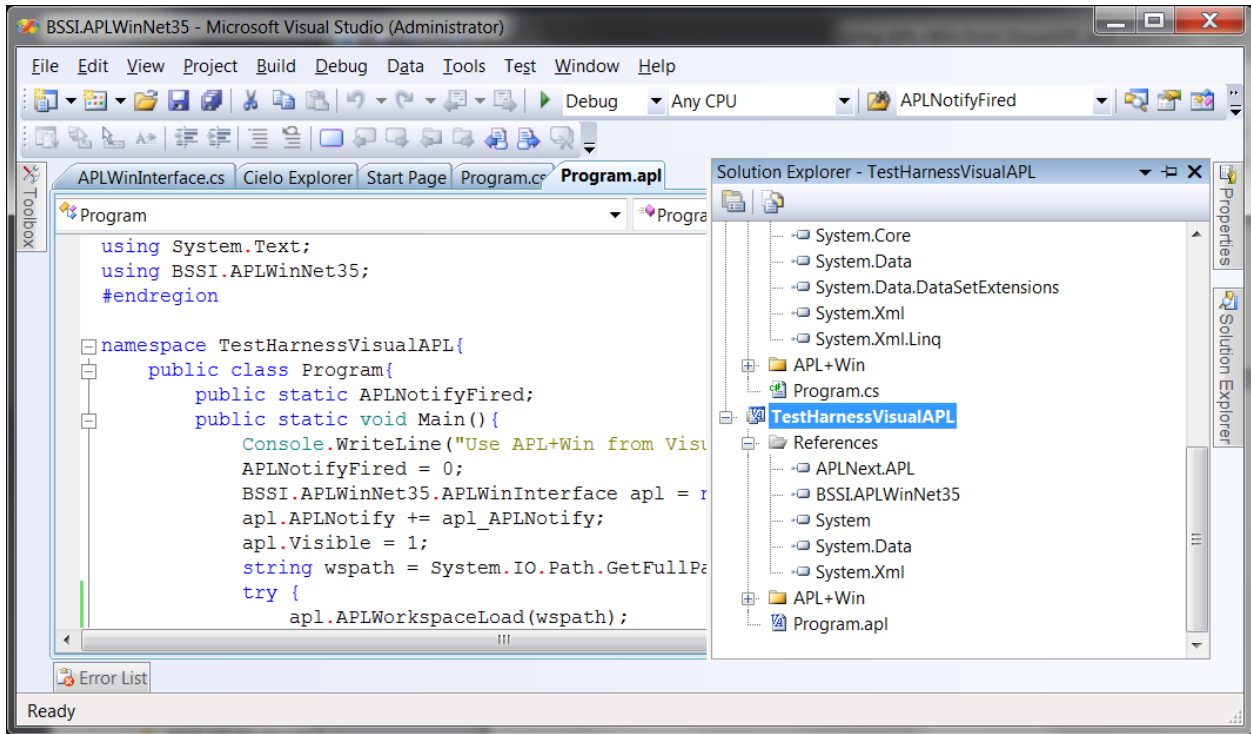 BSSI.APLWinNet35 - Microsoft Visual Studio (Administrator)
File Edit View Project Build Debug Data Tools Test Window Help
Debug Any CPU APLNotifyFired
Toolbox
APLWinInterface.cs Cielo Explorer Start Page Program.cs Program.apl
Program Progra
using System.Text;
using BSSI.APLWinNet35;
#endregion
namespace TestHarnessVisualAPL{
public class Program{
public static APLNotifyFired;
public static void Main(){
Console.WriteLine("Use APL+Win from Visu
APLNotifyFired = 0;
BSSI.APLWinNet35.APLWinInterface apl =
apl.APLNotify += apl_APLNotify;
apl.Visible = 1;
string wspath = System.IO.Path.GetFullPa
try {
apl.APLWorkspaceLoad(wspath);
Solution Explorer - TestHarnessVisualAPL
System.Core
System.Data
System.Data.DataSetExtensions
System.Xml
System.Xml.Linq
APL+Win
Program.cs
TestHarnessVisualAPL
References
APLNext.APL
BSSI.APLWinNet35
System
System.Data
System.Xml
APL+Win
Program.apl
Properties
Solution Explorer
Error List
Ready